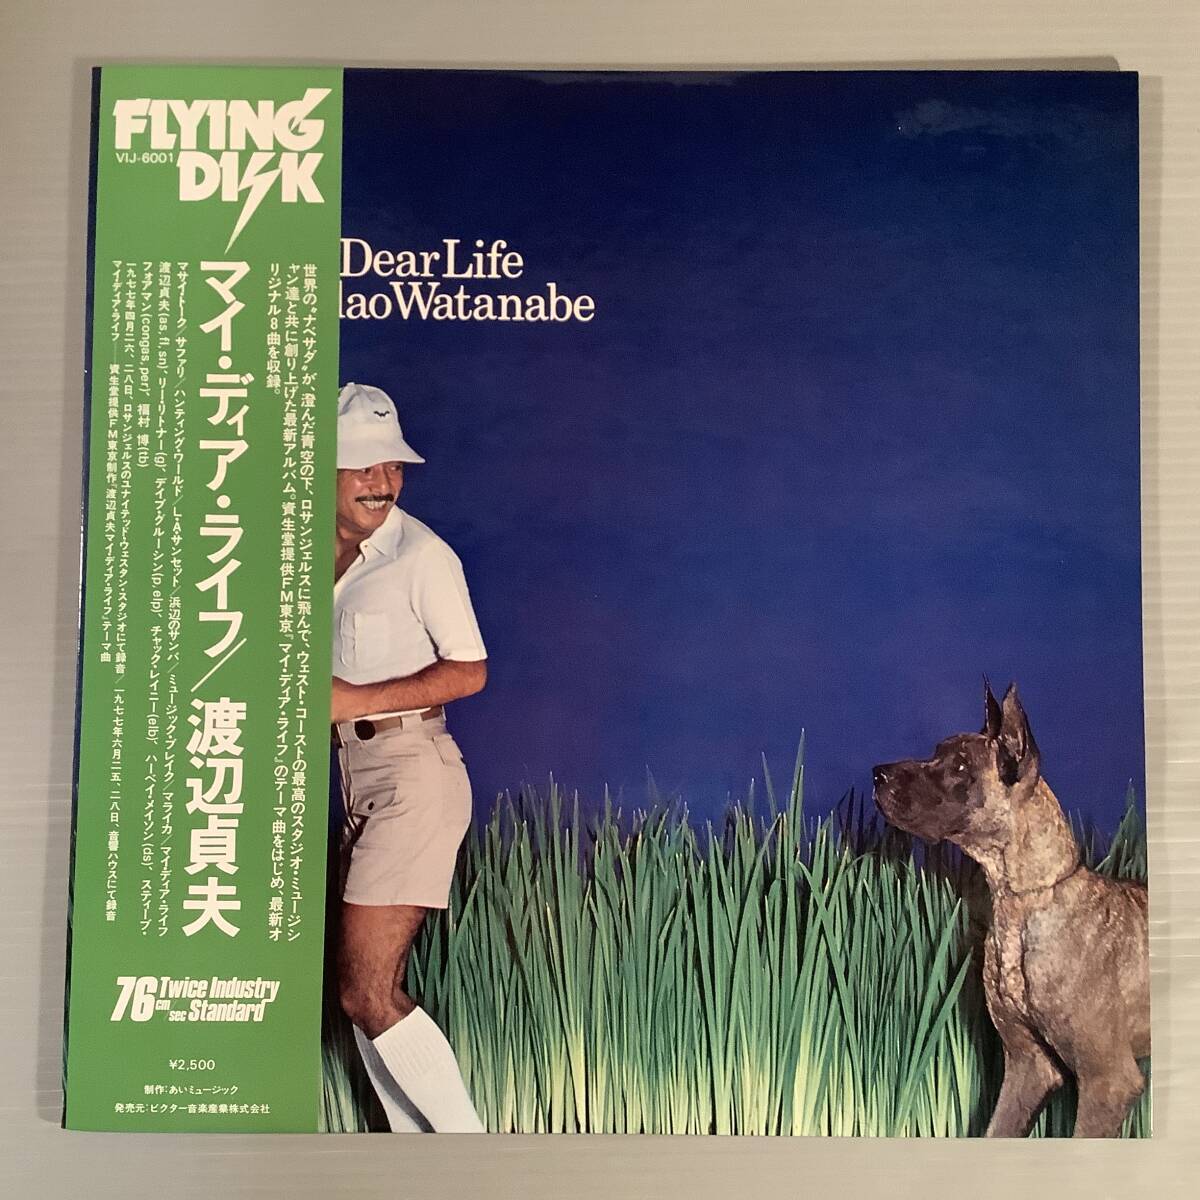 FLYING
DISK
VIJ-6001
Dear Life
dao Watanabe
世界の〝ナベサダ〟が、澄んだ青空の下、ロサンジェルスに飛んで、ウェスト・コーストの最高のスタジオ・ミュージシ
ャン達と共に創り上げた最新アルバム。資生堂提供FM東京『マイ・ディア・ライフ』のテーマ曲をはじめ、最新オ
リジナル8曲を収録。
マイ・ディア・ライフ/渡辺貞夫
マサイ・トーク/サファリ/ハンティング・ワールド/L・A・サンセット/浜辺のサンバ/ミュージック・ブレイク/マライカ/マイ・ディア・ライフ
渡辺貞夫(as, fl, sn)、リー・リトナー(g)、デイブ・グルーシン(p, elp)、チャック・レイニー(elb)、ハーベイ・メイソン(ds)、スティーブ・
フォアマン(congas, per)、福村 博(tb)
一九七七年四月二六、二八日、ロサンジェルスのユナイテッド・ウェスタン・スタジオにて録音/一九七七年六月二五、二八日、音響ハウスにて録音
マイ・ディア・ライフ——資生堂提供FM東京制作『渡辺貞夫マイ・ディア・ライフ』テーマ曲
76 cm/sec Twice Industry Standard
¥2,500
制作:あいミュージック
発売元:ビクター音楽産業株式会社